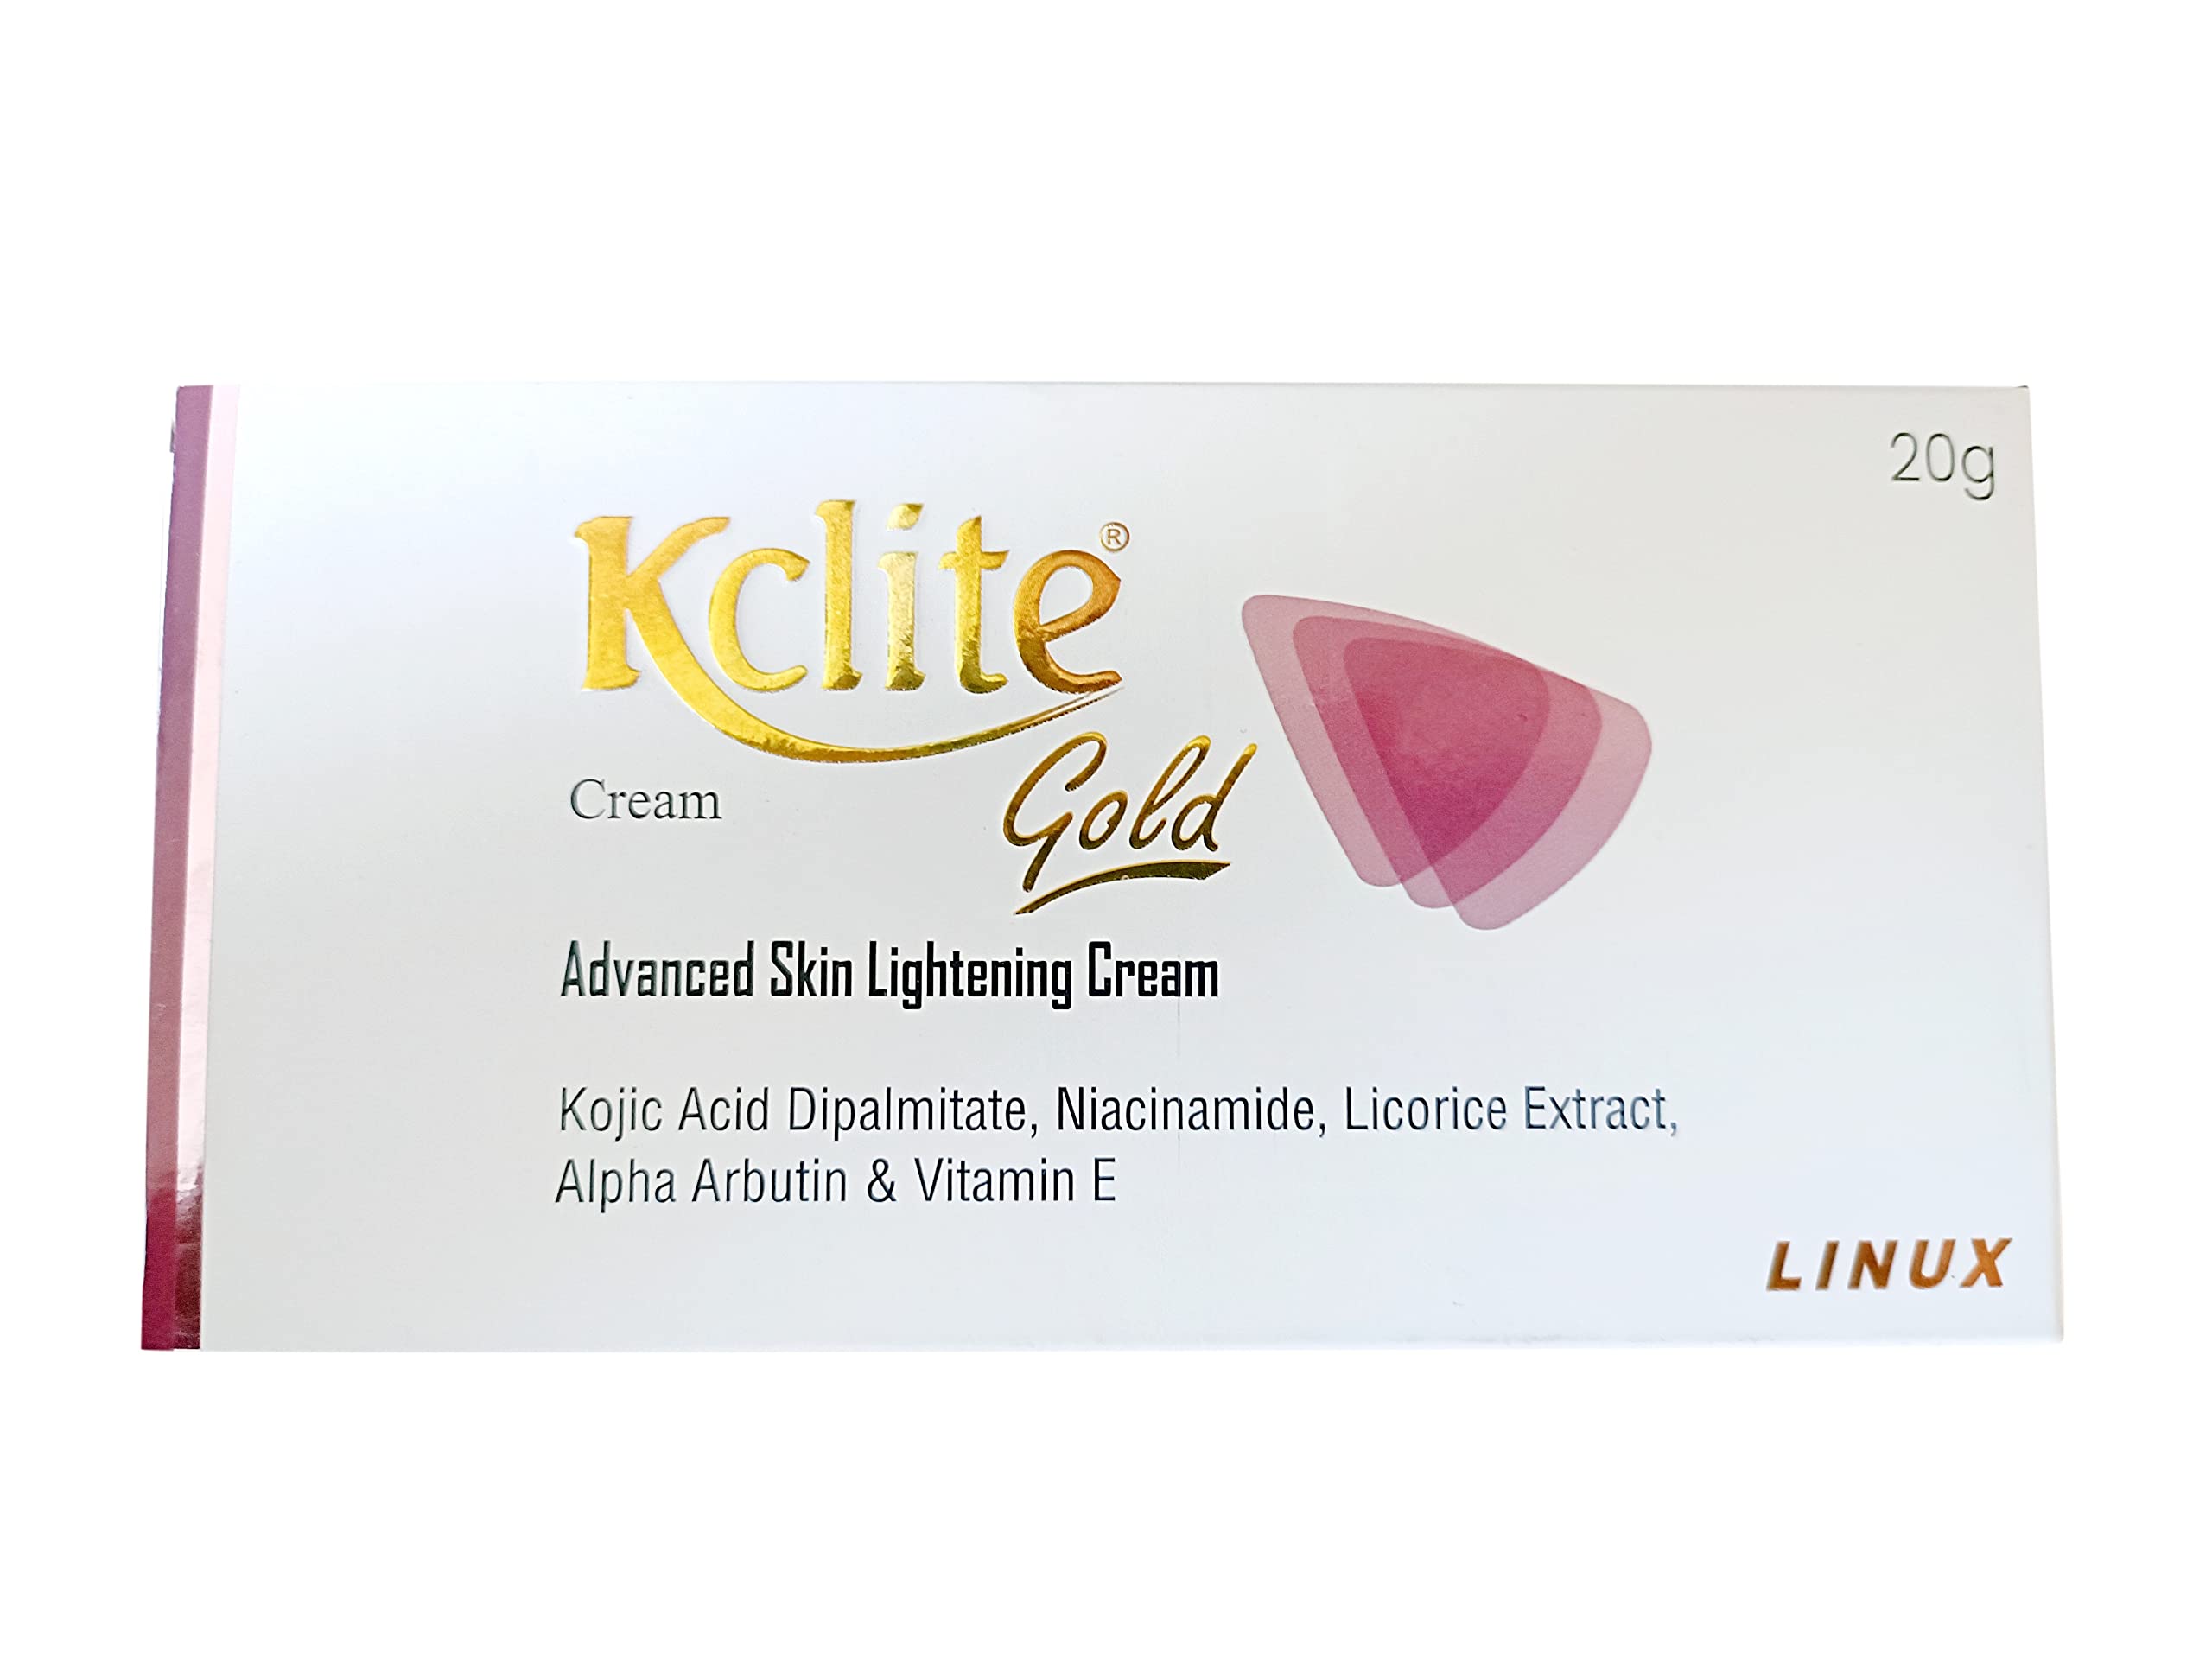 20g
Kclite®
Gold
Cream
Advanced Skin Lightening Cream
Kojic Acid Dipalmitate, Niacinamide, Licorice Extract,
Alpha Arbutin & Vitamin E
LINUX